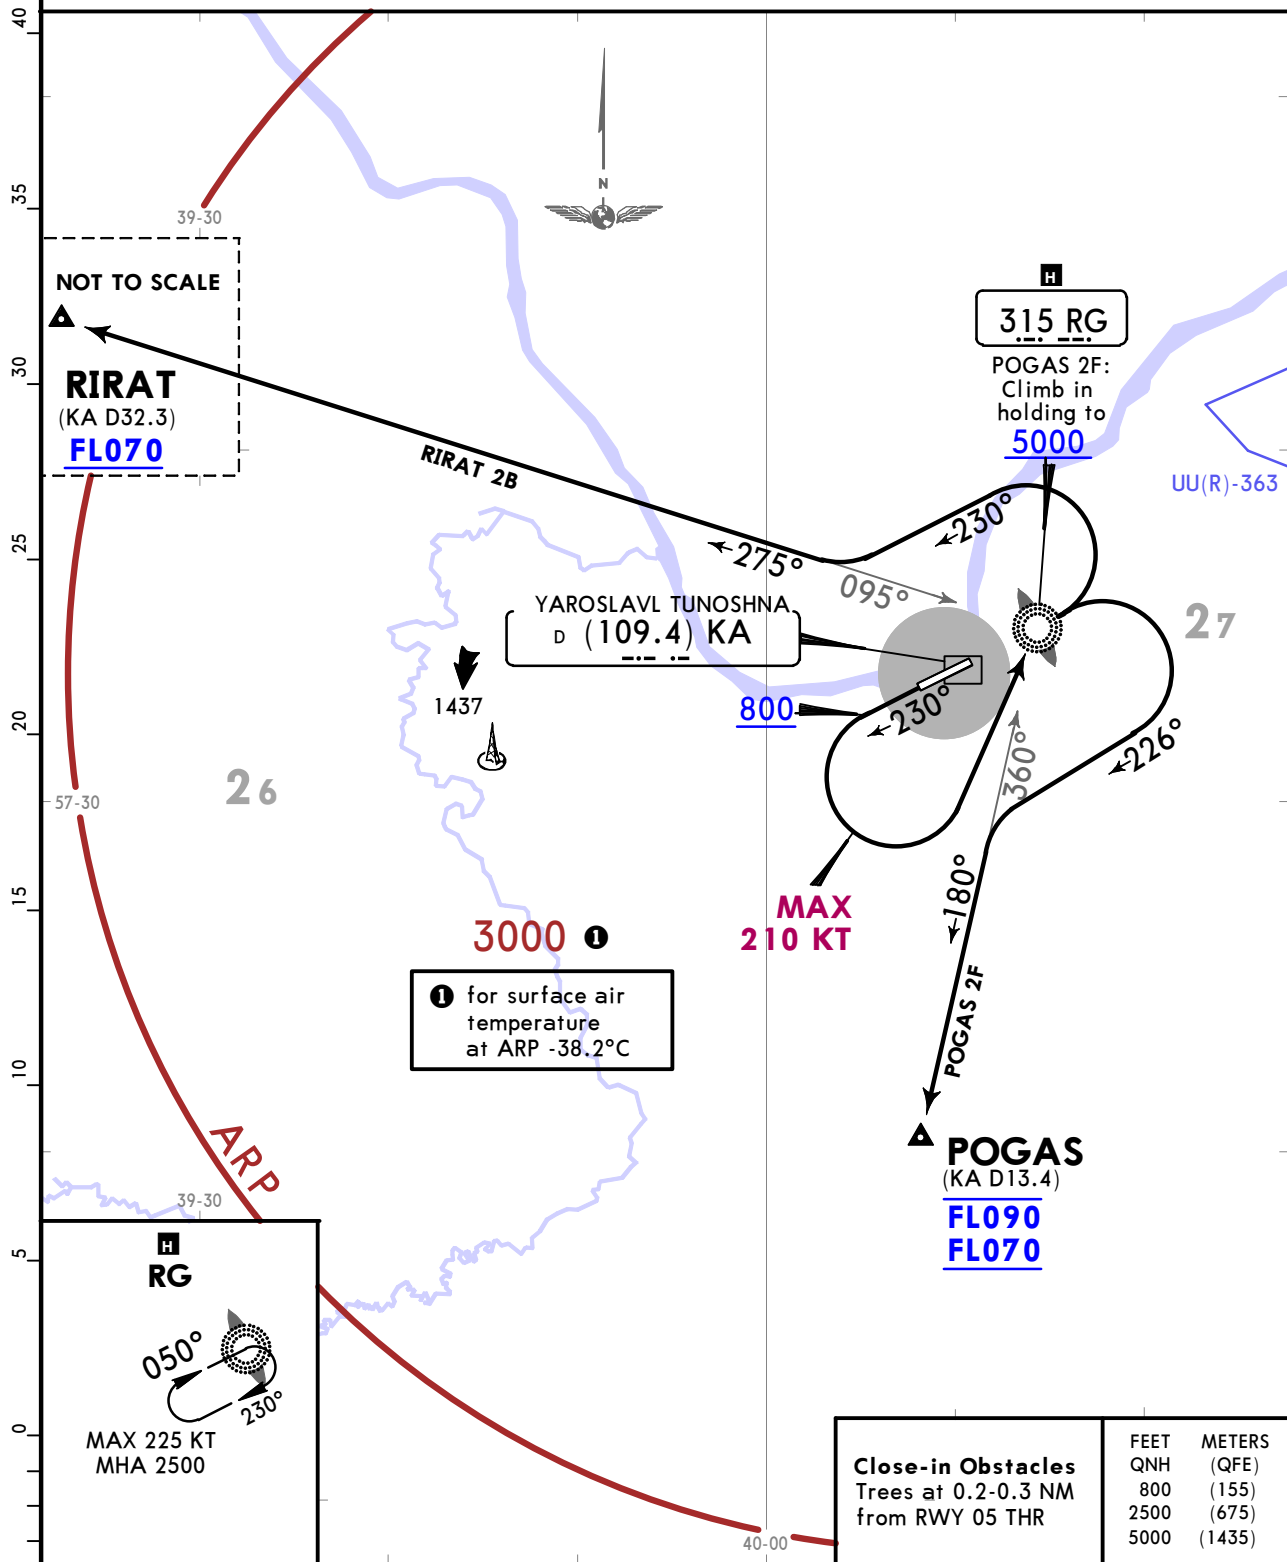 40
35
30
25
20
15
10
5
0
N
39-30
NOT TO SCALE
RIRAT
(KA D32.3)
FL070
H
315 RG
POGAS 2F:
Climb in
holding to
5000
UU(R)-363
RIRAT 2B
230°
275°
095°
YAROSLAVL TUNOSHNA
D (109.4) KA
27
1437
800
230°
360°
226°
26
57-30
MAX
210 KT
180°
3000 1
1 for surface air
temperature
at ARP -38.2°C
POGAS 2F
ARP
POGAS
(KA D13.4)
FL090
FL070
39-30
H
RG
050°
230°
MAX 225 KT
MHA 2500
40-00
Close-in Obstacles
Trees at 0.2-0.3 NM
from RWY 05 THR
FEET METERS
QNH (QFE)
800 (155)
2500 (675)
5000 (1435)